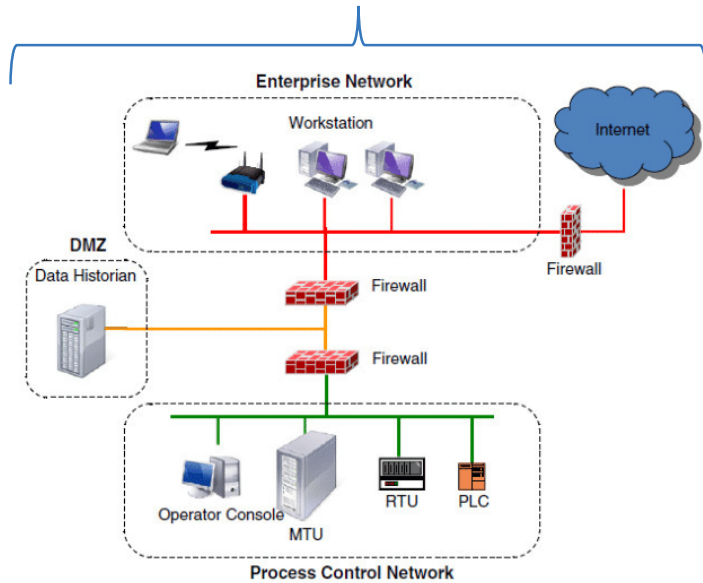 Enterprise Network
Workstation
Internet
Firewall
DMZ
Data Historian
Firewall
Firewall
Operator Console
MTU
RTU
PLC
Process Control Network